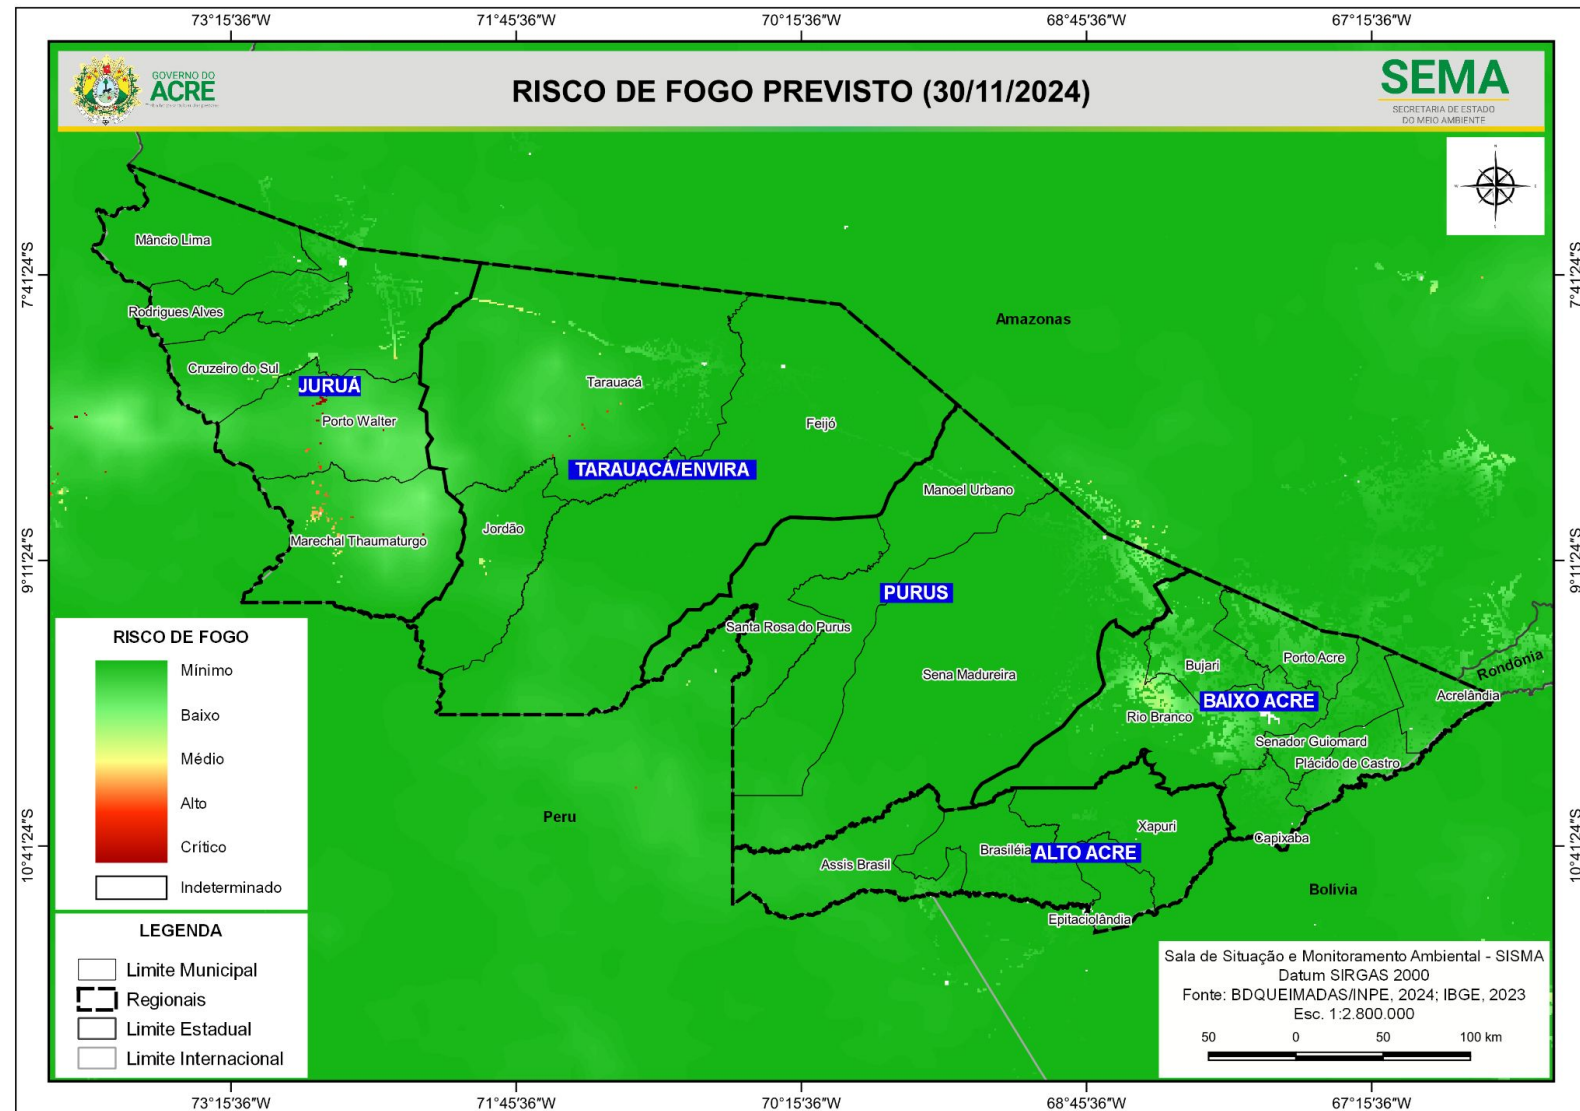 73°15'36"W
71°45'36"W
70°15'36"W
68°45'36"W
67°15'36"W
GOVERNO DO
ACRE
RISCO DE FOGO PREVISTO (30/11/2024)
SEMA
SECRETARIA DE ESTADO
DO MEIO AMBIENTE
N
W
E
S
7°41'24"S
7°41'24"S
9°11'24"S
9°11'24"S
10°41'24"S
10°41'24"S
Mâncio Lima
Rodrigues Alves
Cruzeiro do Sul
JURUÁ
Porto Walter
Marechal Thaumaturgo
Tarauacá
TARAUACÁ/ENVIRA
Feijó
Jordão
Amazonas
Manoel Urbano
PURUS
Santa Rosa do Purus
Sena Madureira
Bujari
Porto Acre
BAIXO ACRE
Rio Branco
Rondônia
Acrelândia
Senador Guiomard
Plácido de Castro
Xapuri
Capixaba
Brasiléia
ALTO ACRE
Assis Brasil
Epitaciolândia
Peru
Bolivia
RISCO DE FOGO
Mínimo
Baixo
Médio
Alto
Crítico
Indeterminado
LEGENDA
Limite Municipal
Regionais
Limite Estadual
Limite Internacional
Sala de Situação e Monitoramento Ambiental - SISMA
Datum SIRGAS 2000
Fonte: BDQUEIMADAS/INPE, 2024; IBGE, 2023
Esc. 1:2.800.000
50 0 50 100 km
73°15'36"W
71°45'36"W
70°15'36"W
68°45'36"W
67°15'36"W